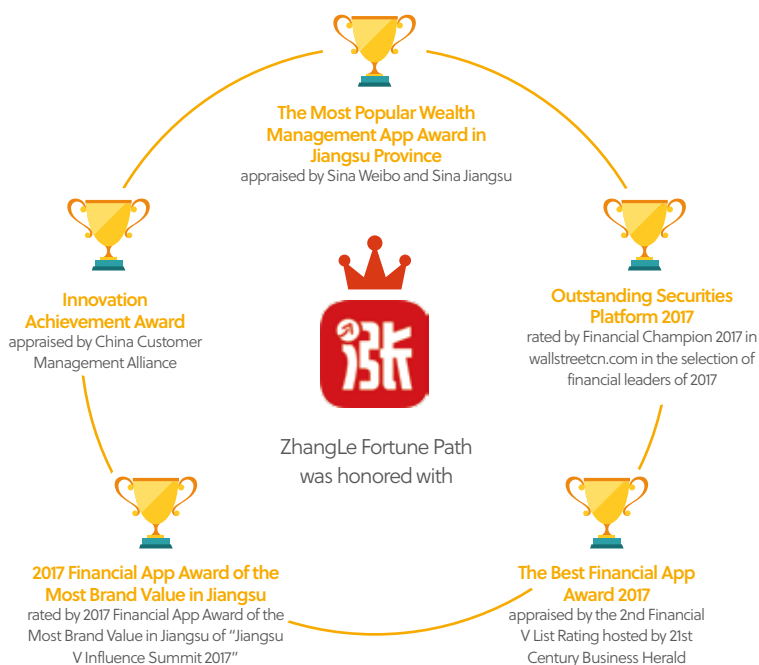 The Most Popular Wealth
Management App Award in
Jiangsu Province
appraised by Sina Weibo and Sina Jiangsu
Innovation
Achievement Award
appraised by China Customer
Management Alliance
Outstanding Securities
Platform 2017
rated by Financial Champion 2017 in
wallstreetcn.com in the selection of
financial leaders of 2017
涨
ZhangLe Fortune Path
was honored with
2017 Financial App Award of the
Most Brand Value in Jiangsu
rated by 2017 Financial App Award of the
Most Brand Value in Jiangsu of “Jiangsu
V Influence Summit 2017”
The Best Financial App
Award 2017
appraised by the 2nd Financial
V List Rating hosted by 21st
Century Business Herald